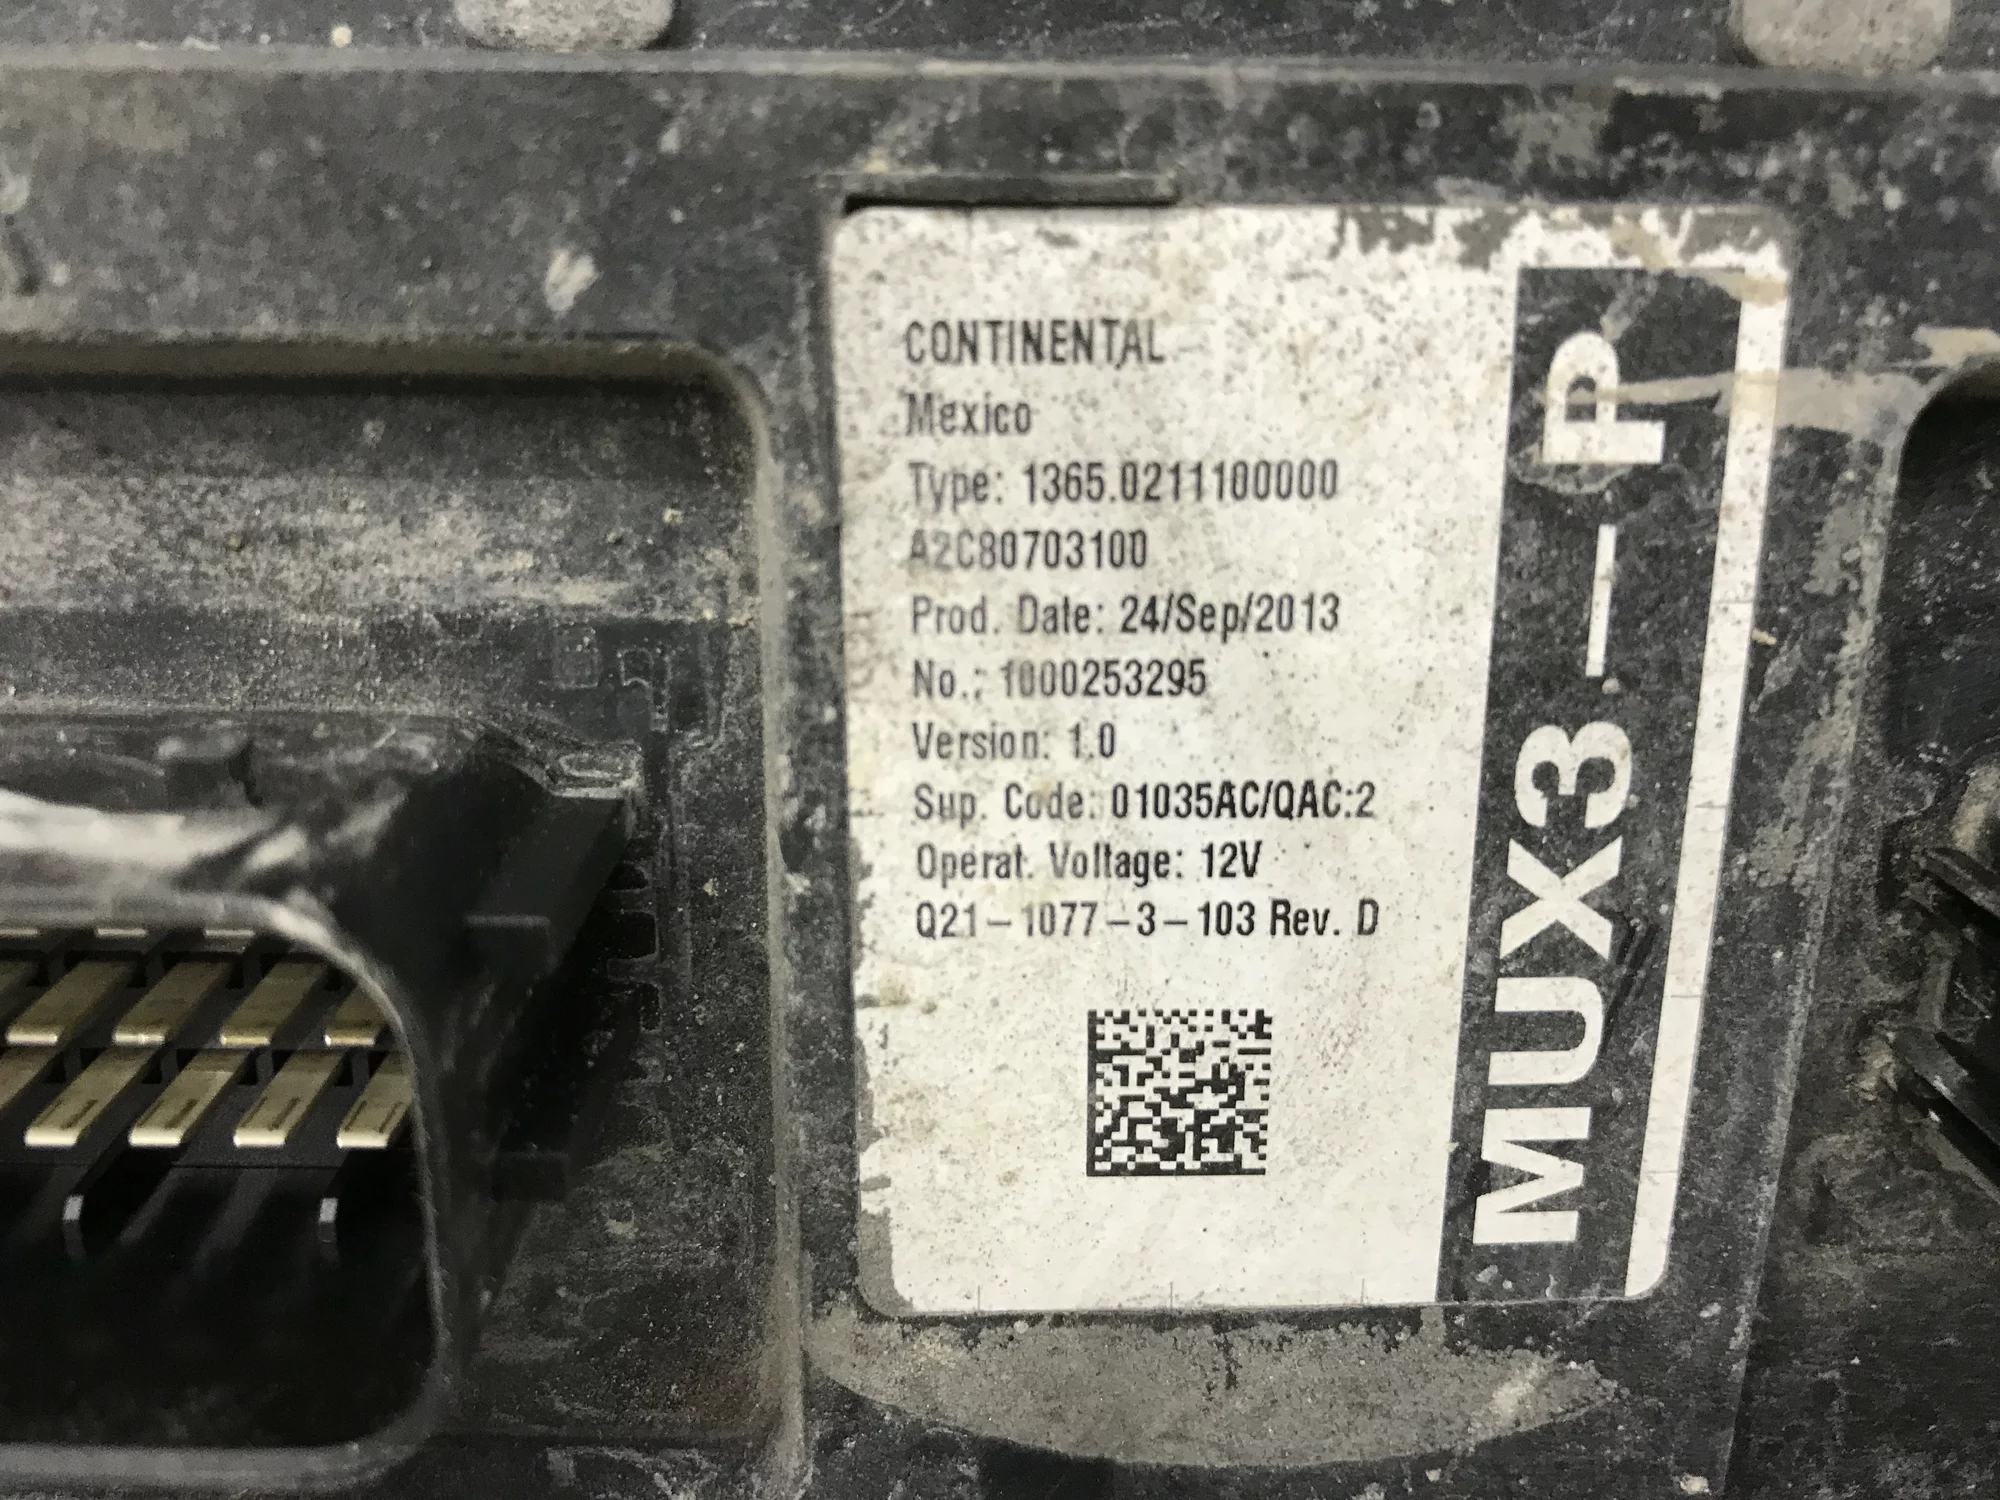 CONTINENTAL
Mexico
Type: 1365.0211100000
A2C80703100
Prod. Date: 24/Sep/2013
No.: 1000253295
Version: 1.0
Sup. Code: 01035AC/QAC:2
Operat. Voltage: 12V
Q21-1077-3-103 Rev. D
MUX3-P